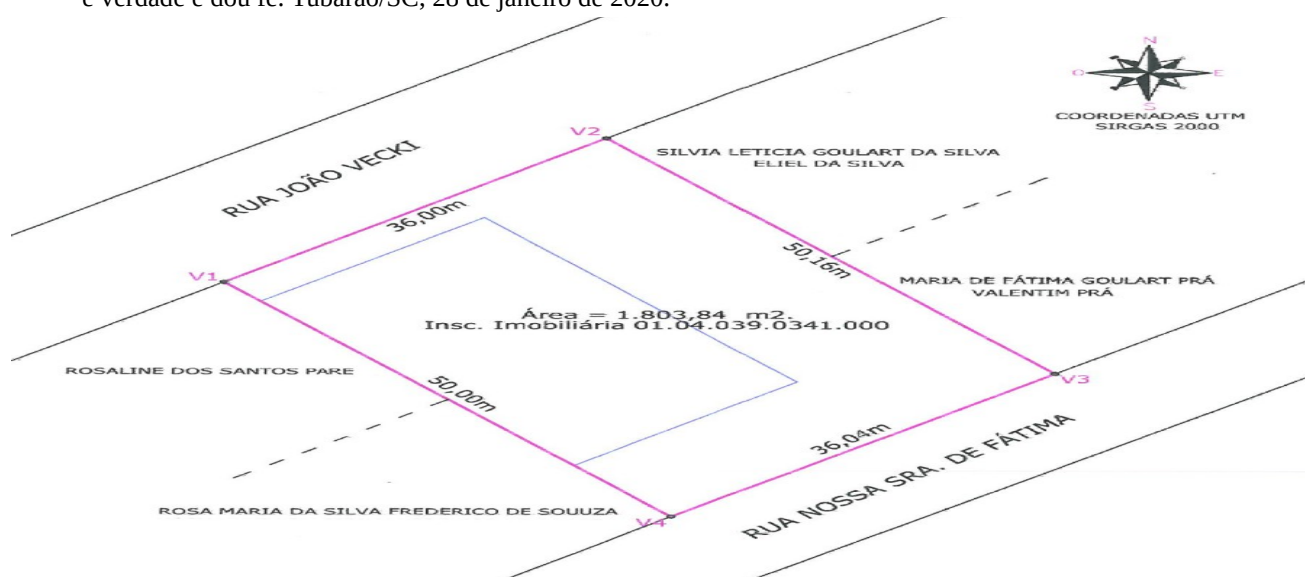 e verdade e dou fé. Tubarão/SC, 28 de janeiro de 2020.
N
O E
S
COORDENADAS UTM
SIRGAS 2000
V2
SILVIA LETICIA GOULART DA SILVA
ELIEL DA SILVA
RUA JOÃO VECKI
36,00m
V1
50,16m
MARIA DE FÁTIMA GOULART PRÁ
VALENTIM PRÁ
Área = 1.803,84 m2.
Insc. Imobiliária 01.04.039.0341.000
ROSALINE DOS SANTOS PARE
50,00m
V3
36,04m
RUA NOSSA SRA. DE FÁTIMA
ROSA MARIA DA SILVA FREDERICO DE SOUUZA
V4